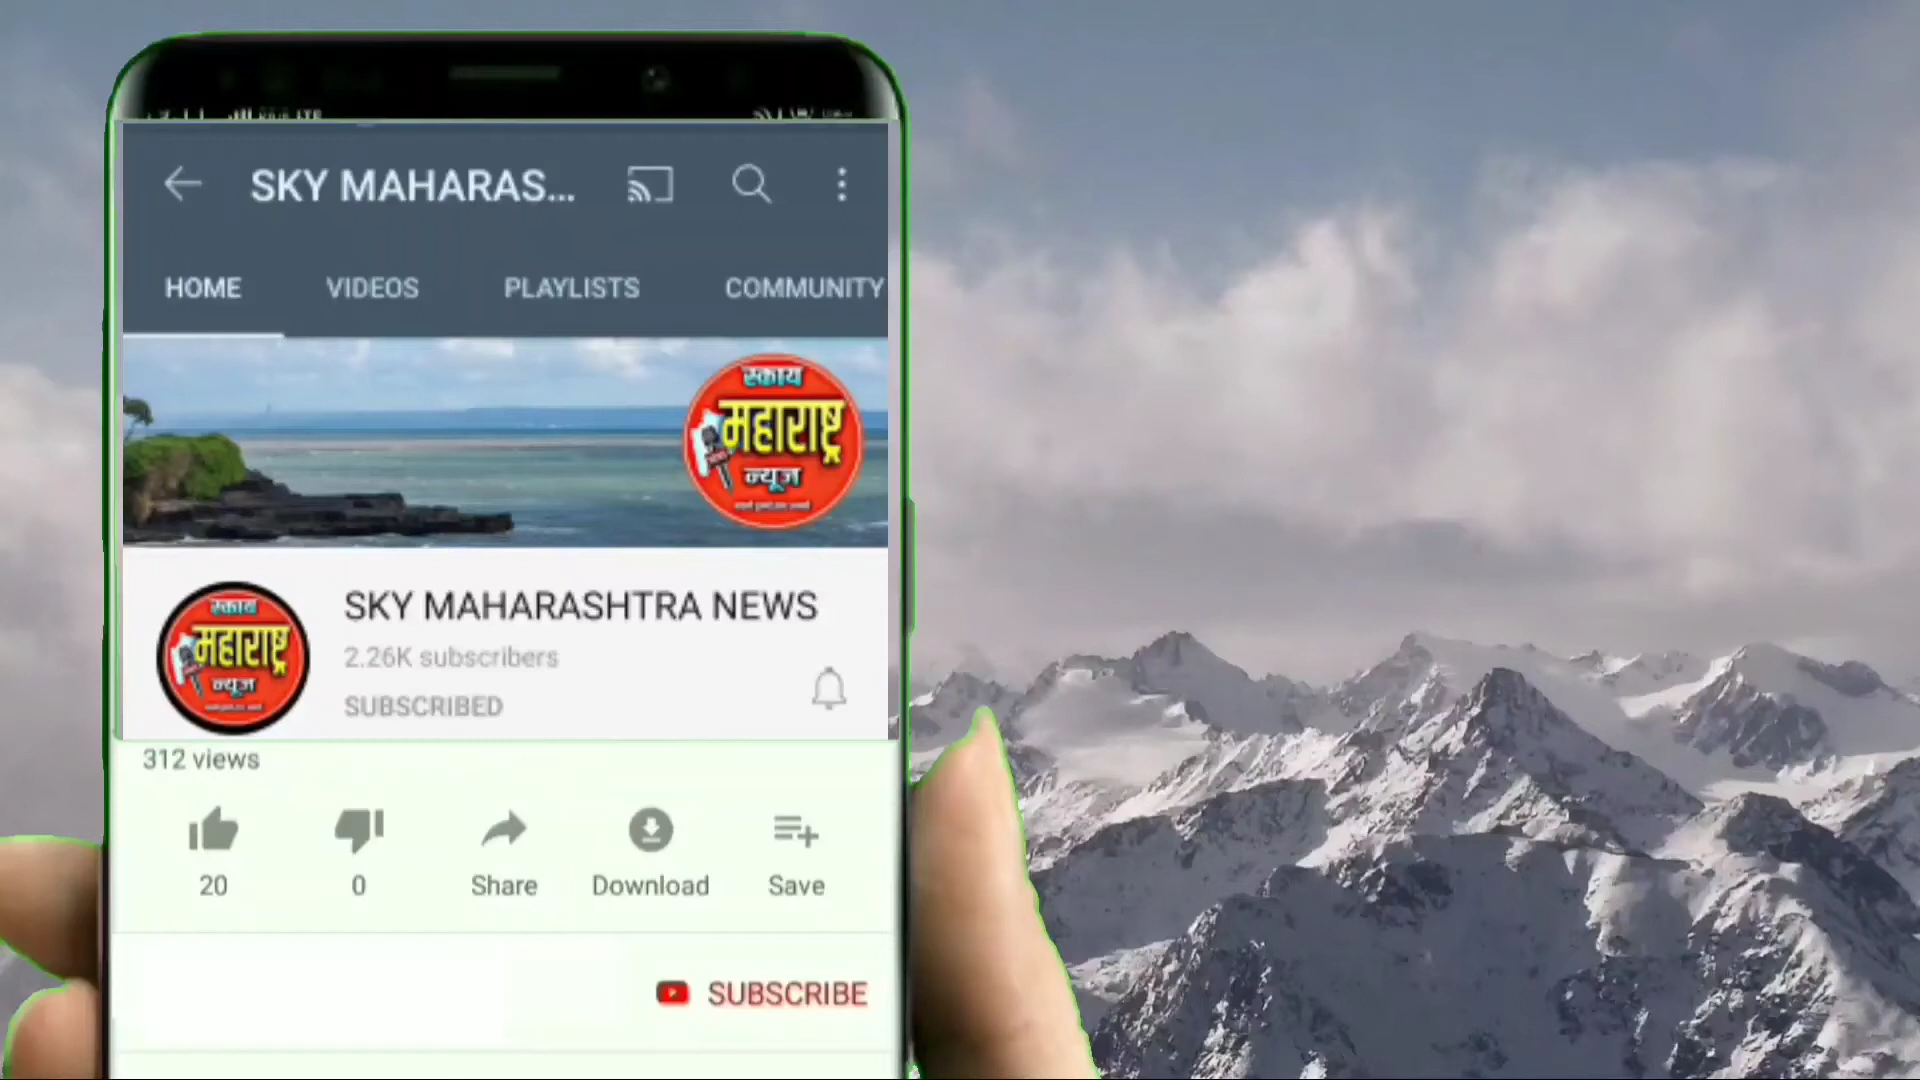 SKY MAHARAS...
HOME VIDEOS PLAYLISTS COMMUNITY
स्काय
महाराष्ट्र
न्यूज
स्काय
महाराष्ट्र
न्यूज
SKY MAHARASHTRA NEWS
2.26K subscribers
SUBSCRIBED
312 views
20 0 Share Download Save
SUBSCRIBE